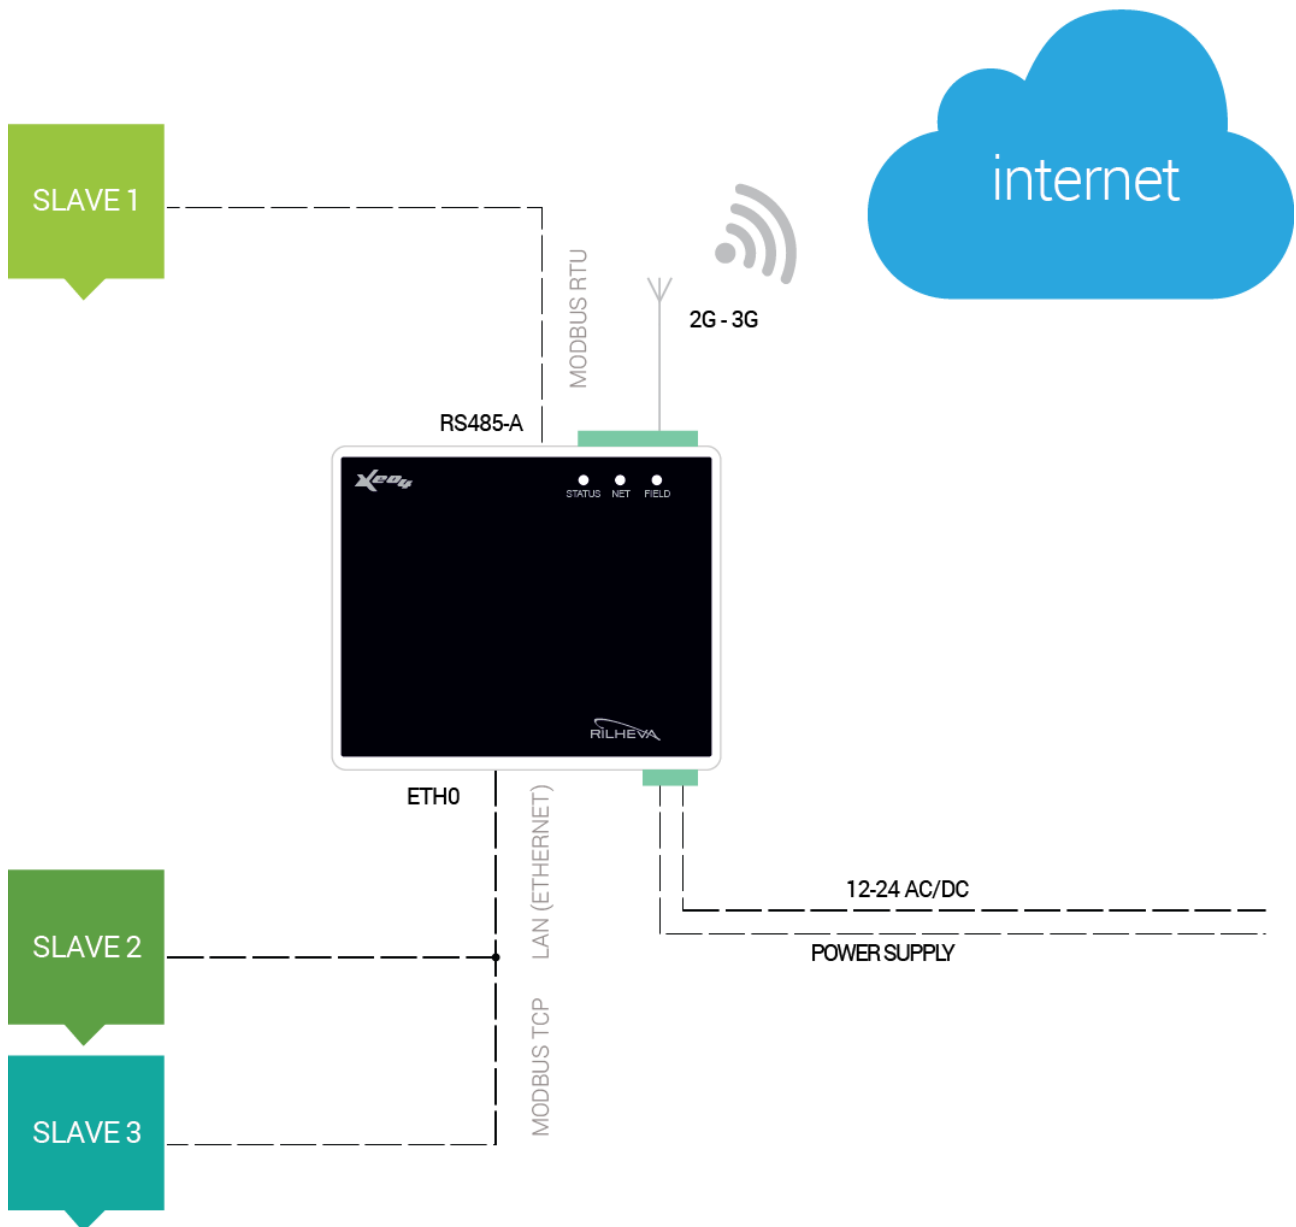 internet
SLAVE 1
MODBUS RTU
2G - 3G
RS485-A
Xeo4
STATUS NET FIELD
RILHEVA
ETH0
LAN (ETHERNET)
12-24 AC/DC
SLAVE 2
POWER SUPPLY
MODBUS TCP
SLAVE 3